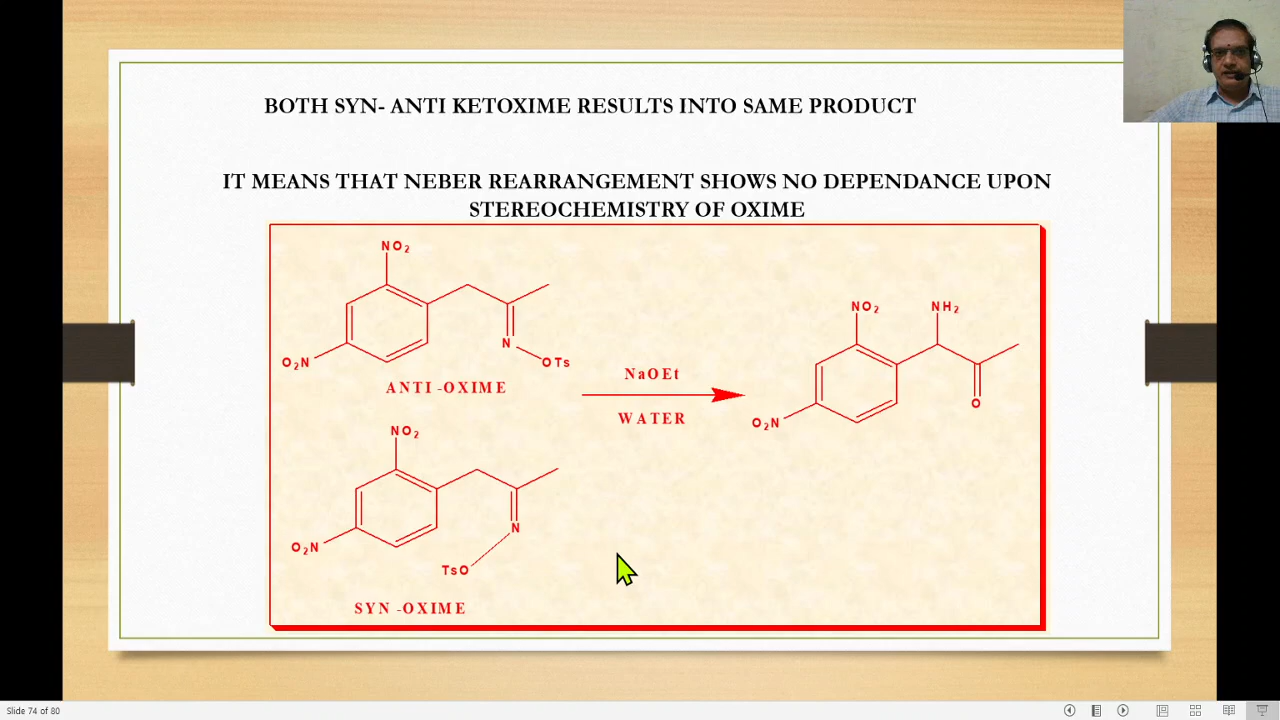 BOTH SYN- ANTI KETOXIME RESULTS INTO SAME PRODUCT
IT MEANS THAT NEBER REARRANGEMENT SHOWS NO DEPENDANCE UPON
STEREOCHEMISTRY OF OXIME
NO2
N
OTs
O2N
ANTI -OXIME
NO2
N
O2N
TsO
SYN -OXIME
NaOEt
WATER
NO2
NH2
O
O2N
Slide 74 of 80